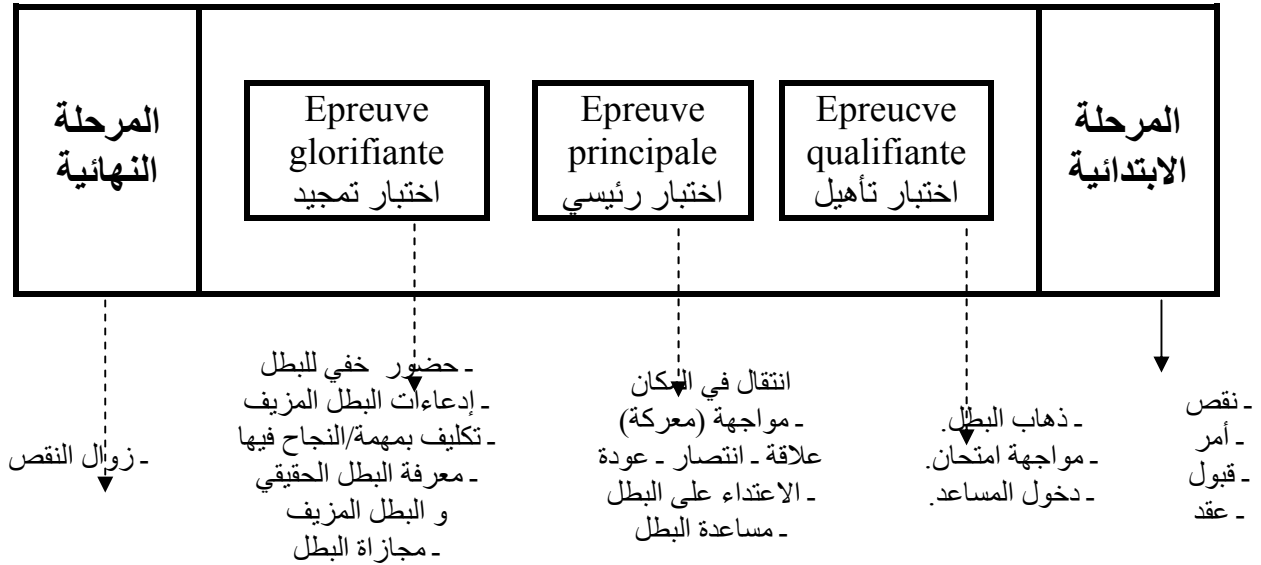 المرحلة
الابتدائية
Epreucve
qualifiante
اختبار تأهيل
Epreuve
principale
اختبار رئيسي
Epreuve
glorifiante
اختبار تمجيد
المرحلة
النهائية
ـ نقص
ـ أمر
ـ قبول
ـ عقد
ـ ذهاب البطل.
ـ مواجهة امتحان.
ـ دخول المساعد.
انتقال في المكان
ـ مواجهة (معركة)
علاقة ـ انتصار ـ عودة
ـ الاعتداء على البطل
ـ مساعدة البطل
ـ حضور خفي للبطل
ـ إدعاءات البطل المزيف
ـ تكليف بمهمة/النجاح فيها
ـ معرفة البطل الحقيقي
و البطل المزيف
ـ مجازاة البطل
ـ زوال النقص